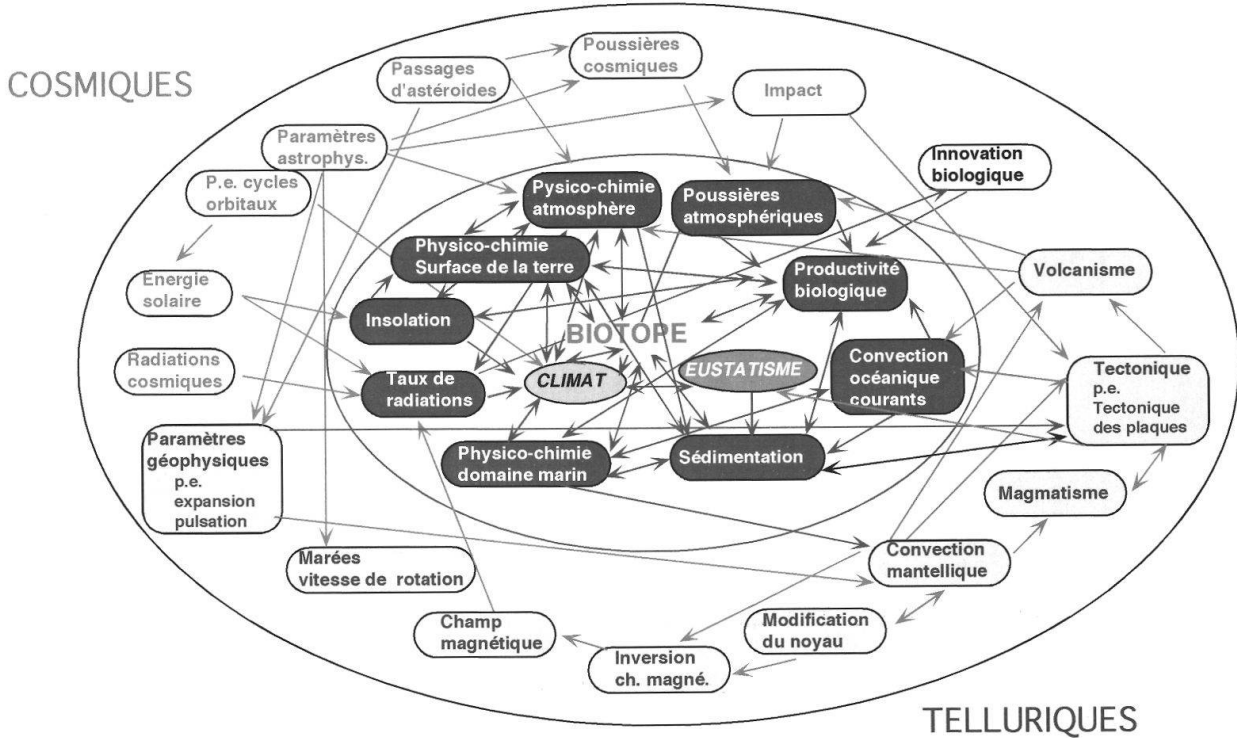 COSMIQUES
Poussières
cosmiques
Passages
d'astéroides
Impact
Paramètres
astrophys.
Innovation
biologique
P.e. cycles
orbitaux
Pysico-chimie
atmosphère
Poussières
atmosphériques
Physico-chimie
Surface de la terre
Productivité
biologique
Volcanisme
Energie
solaire
Insolation
BIOTOPE
Radiations
cosmiques
Taux de
radiations
CLIMAT
EUSTATISME
Convection
océanique
courants
Tectonique
p.e.
Tectonique
des plaques
Paramètres
géophysiques
p.e.
expansion
pulsation
Physico-chimie
domaine marin
Sédimentation
Magmatisme
Marées
vitesse de rotation
Convection
mantellique
Champ
magnétique
Modification
du noyau
Inversion
ch. magné.
TELLURIQUES